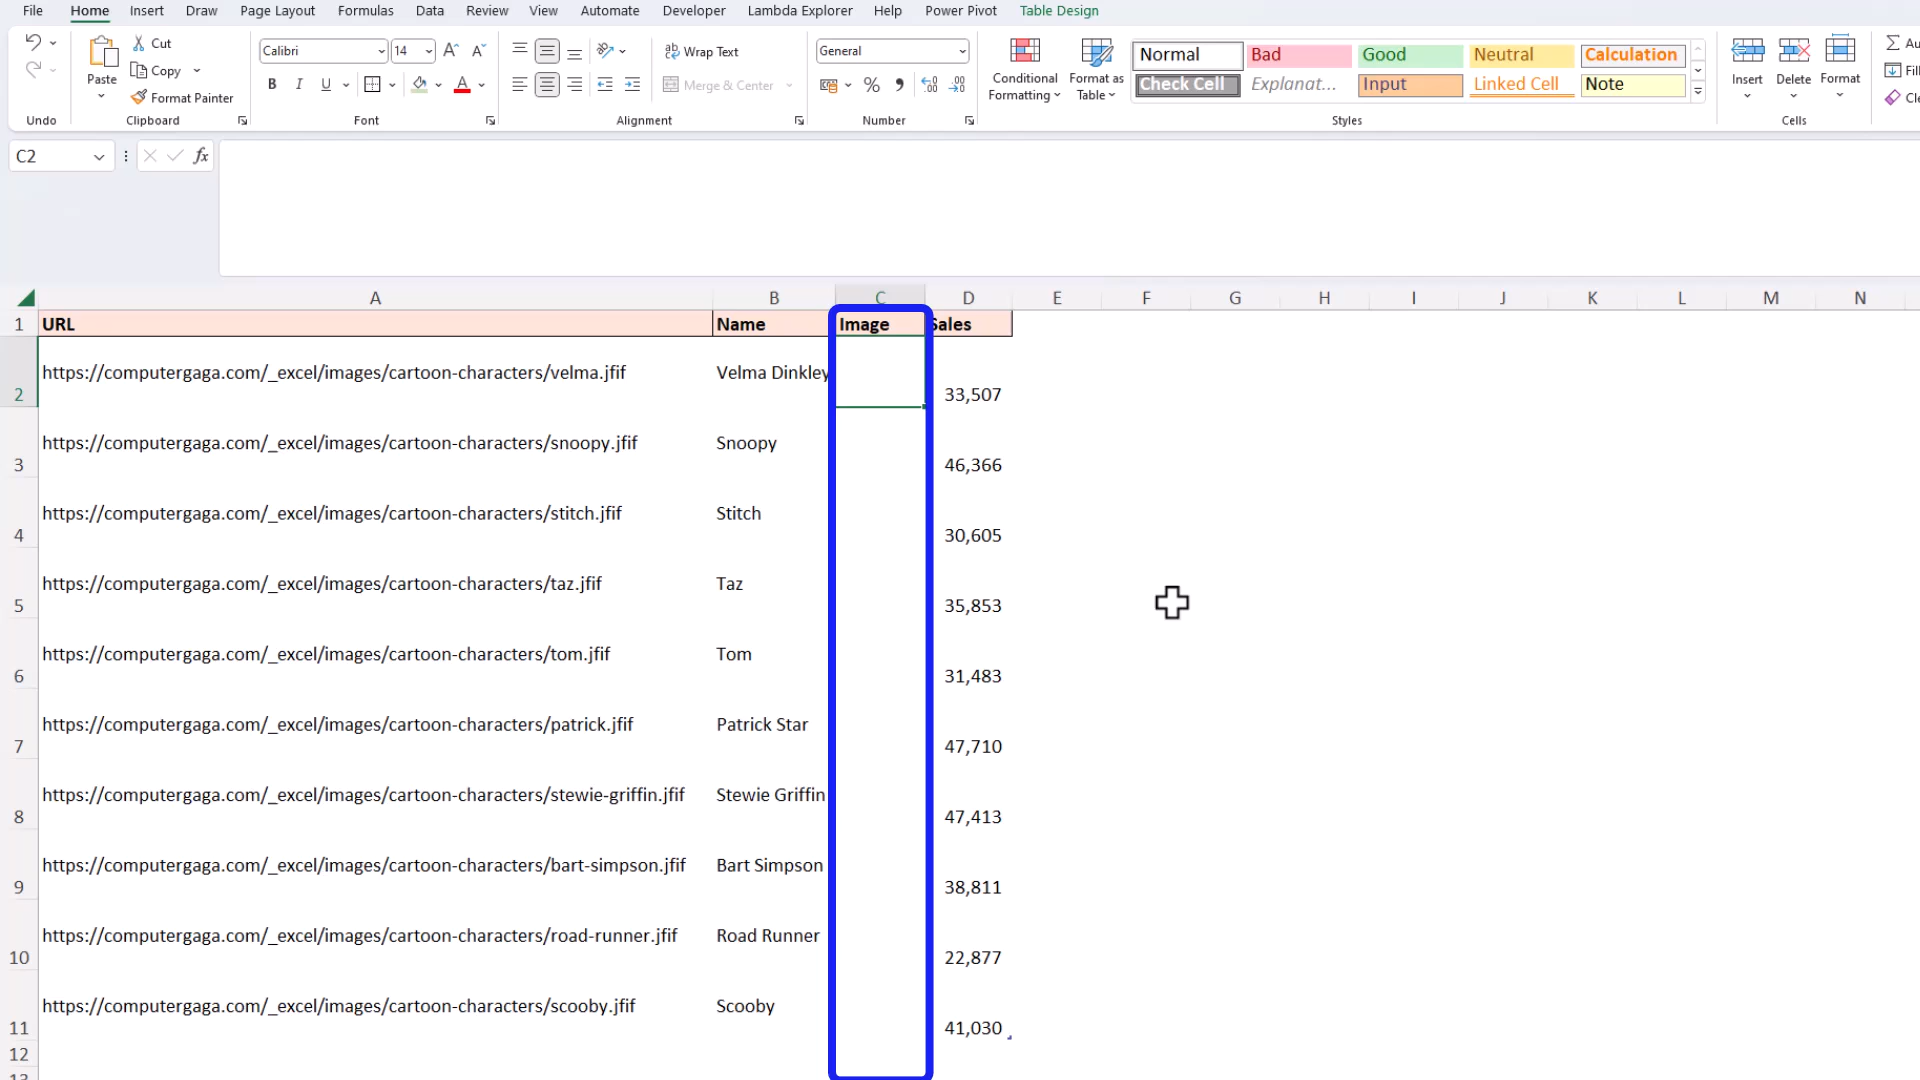 File Home Insert Draw Page Layout Formulas Data Review View Automate Developer Lambda Explorer Help Power Pivot Table Design
Cut
Copy
Format Painter
Paste
Undo
Clipboard
Calibri 14
B I U
Font
Wrap Text
Merge & Center
Alignment
General
%
Number
Conditional Formatting
Format as Table
Normal Bad Good Neutral Calculation
Check Cell Explanat... Input Linked Cell Note
Styles
Insert Delete Format
Cells
C2 fx
A B C D E F G H I J K L M N
1 URL Name Image Sales
2 https://computergaga.com/_excel/images/cartoon-characters/velma.jfif Velma Dinkley 33,507
3 https://computergaga.com/_excel/images/cartoon-characters/snoopy.jfif Snoopy 46,366
4 https://computergaga.com/_excel/images/cartoon-characters/stitch.jfif Stitch 30,605
5 https://computergaga.com/_excel/images/cartoon-characters/taz.jfif Taz 35,853
6 https://computergaga.com/_excel/images/cartoon-characters/tom.jfif Tom 31,483
7 https://computergaga.com/_excel/images/cartoon-characters/patrick.jfif Patrick Star 47,710
8 https://computergaga.com/_excel/images/cartoon-characters/stewie-griffin.jfif Stewie Griffin 47,413
9 https://computergaga.com/_excel/images/cartoon-characters/bart-simpson.jfif Bart Simpson 38,811
10 https://computergaga.com/_excel/images/cartoon-characters/road-runner.jfif Road Runner 22,877
11 https://computergaga.com/_excel/images/cartoon-characters/scooby.jfif Scooby 41,030
12